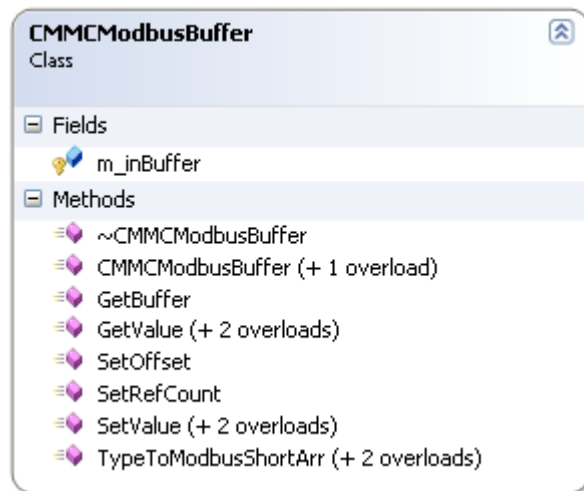 CMMCModbusBuffer
Class
Fields
m_inBuffer
Methods
~CMMCModbusBuffer
CMMCModbusBuffer (+ 1 overload)
GetBuffer
GetValue (+ 2 overloads)
SetOffset
SetRefCount
SetValue (+ 2 overloads)
TypeToModbusShortArr (+ 2 overloads)